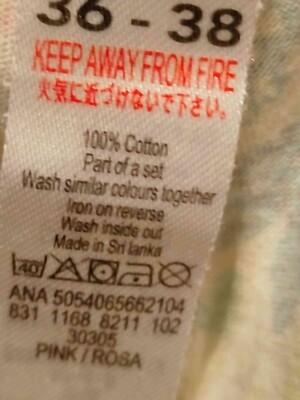 36 - 38
KEEP AWAY FROM FIRE
火気に近づけないで下さい。
100% Cotton
Part of a set
Wash similar colours together
Iron on reverse
Wash inside out
Made in Sri lanka
40
ANA 5054065662104
831 1168 8211 102
30305
PINK / ROSA